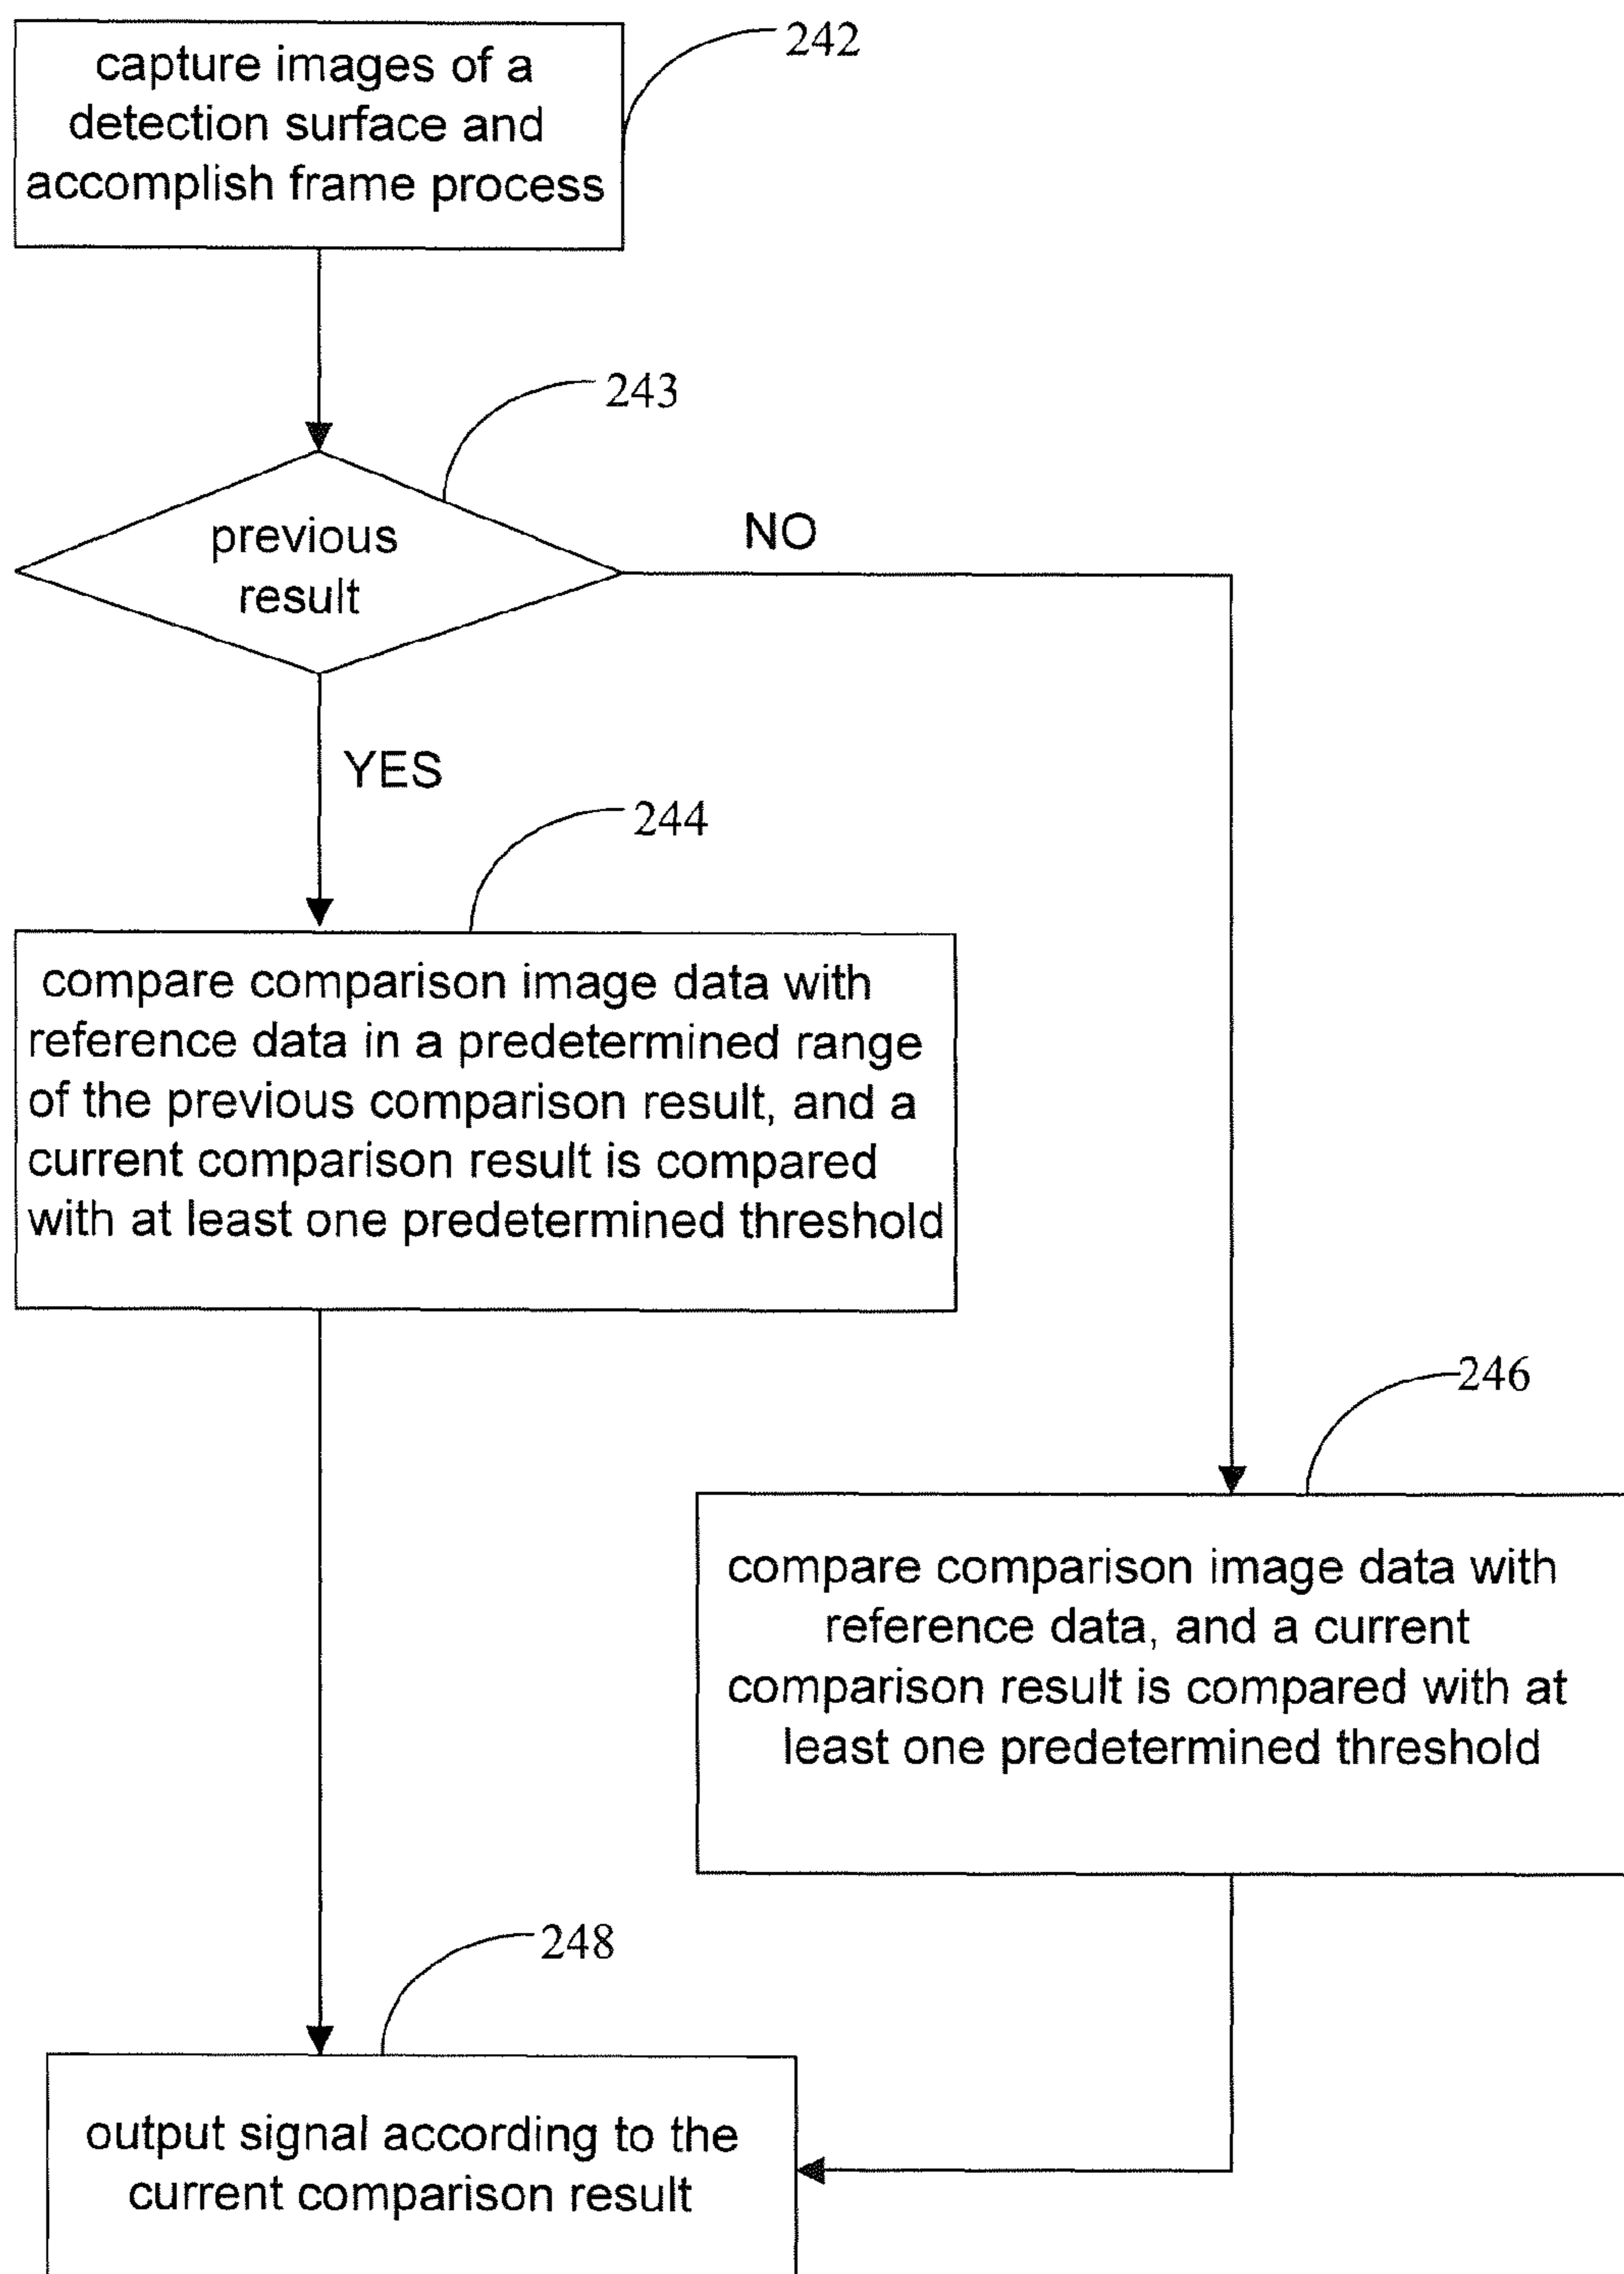 capture images of a
detection surface and
accomplish frame process
242
243
previous
result
NO
YES
244
compare comparison image data with
reference data in a predetermined range
of the previous comparison result, and a
current comparison result is compared
with at least one predetermined threshold
246
compare comparison image data with
reference data, and a current
comparison result is compared with at
least one predetermined threshold
248
output signal according to the
current comparison result